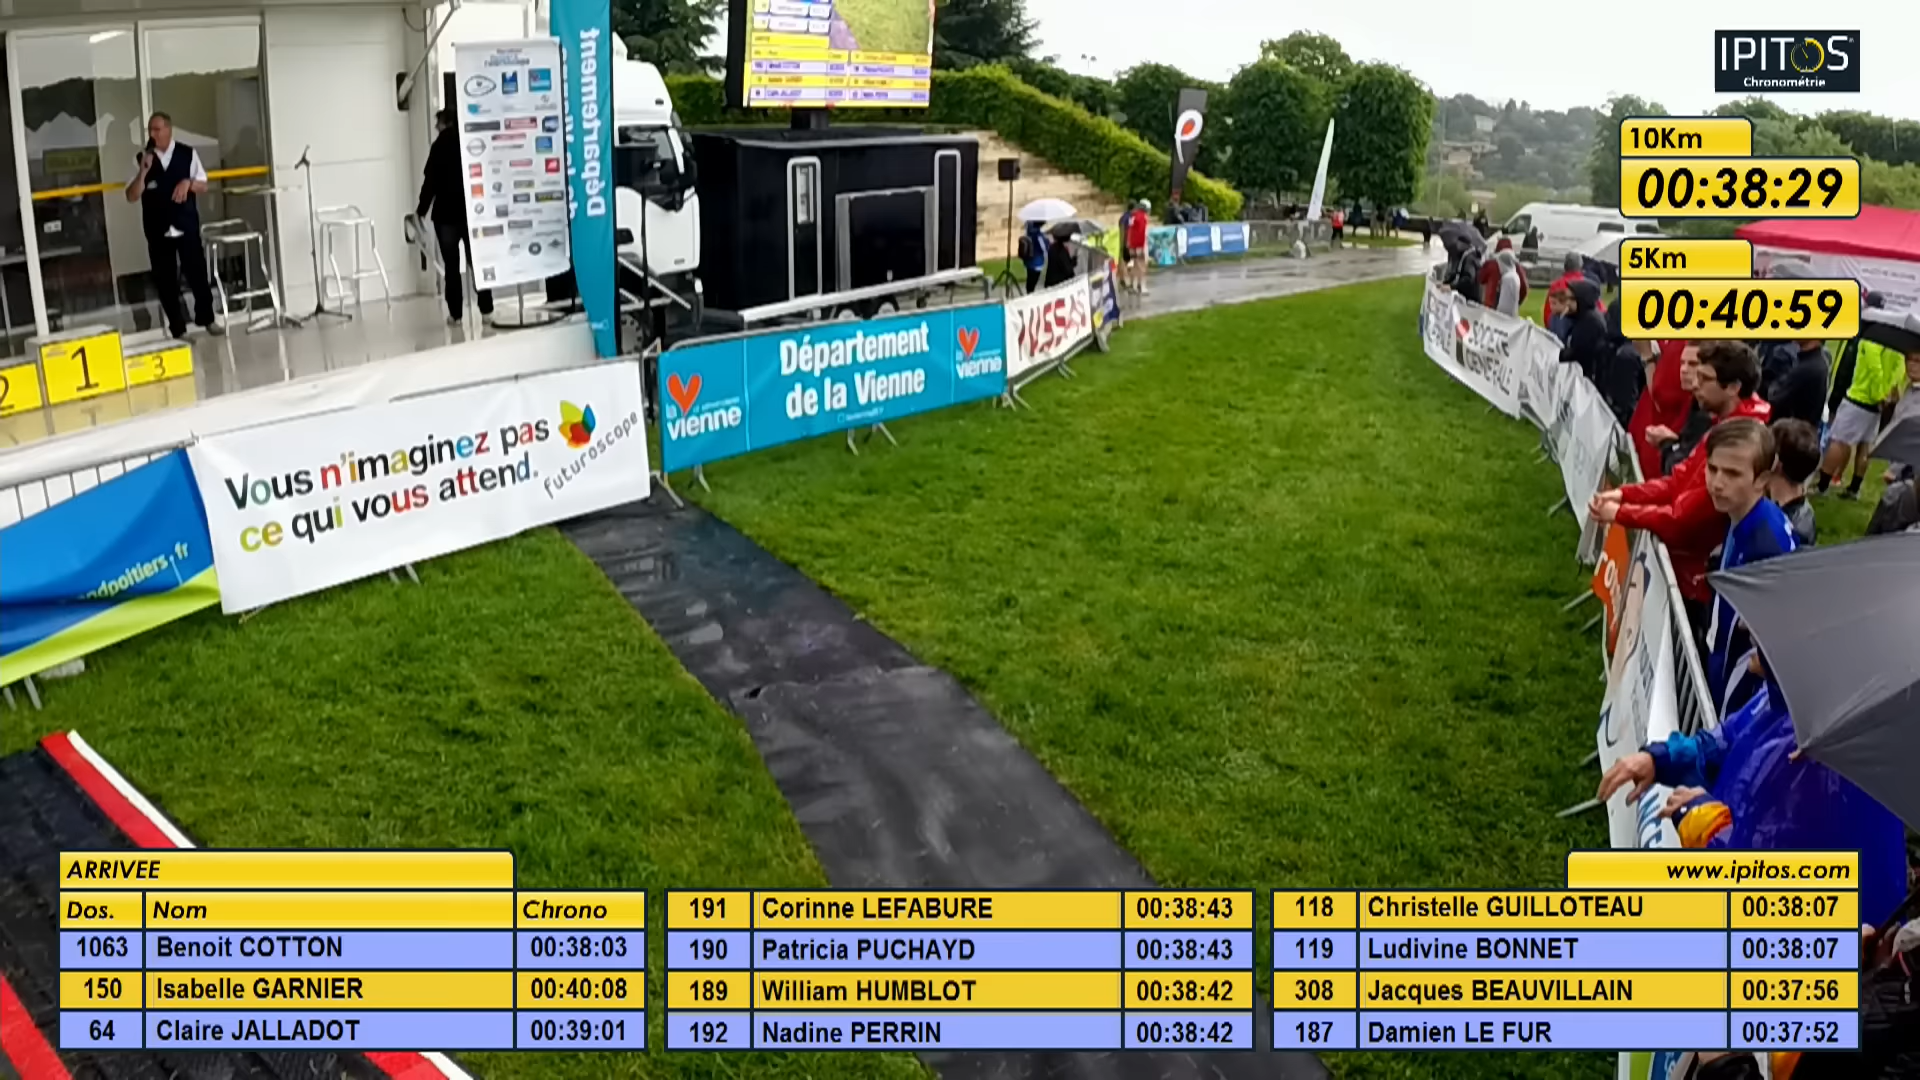 IPITOS
Chronométrie
10Km
00:38:29
5Km
00:40:59
Département
1
2
3
Département
de la Vienne
la
vienne
la
vienne
Vous n'imaginez pas
ce qui vous attend.
futuroscope
ndpoitiers.fr
ARRIVEE
www.ipitos.com
Dos. Nom Chrono
1063 Benoit COTTON 00:38:03
150 Isabelle GARNIER 00:40:08
64 Claire JALLADOT 00:39:01
191 Corinne LEFABURE 00:38:43
190 Patricia PUCHAYD 00:38:43
189 William HUMBLOT 00:38:42
192 Nadine PERRIN 00:38:42
118 Christelle GUILLOTEAU 00:38:07
119 Ludivine BONNET 00:38:07
308 Jacques BEAUVILLAIN 00:37:56
187 Damien LE FUR 00:37:52